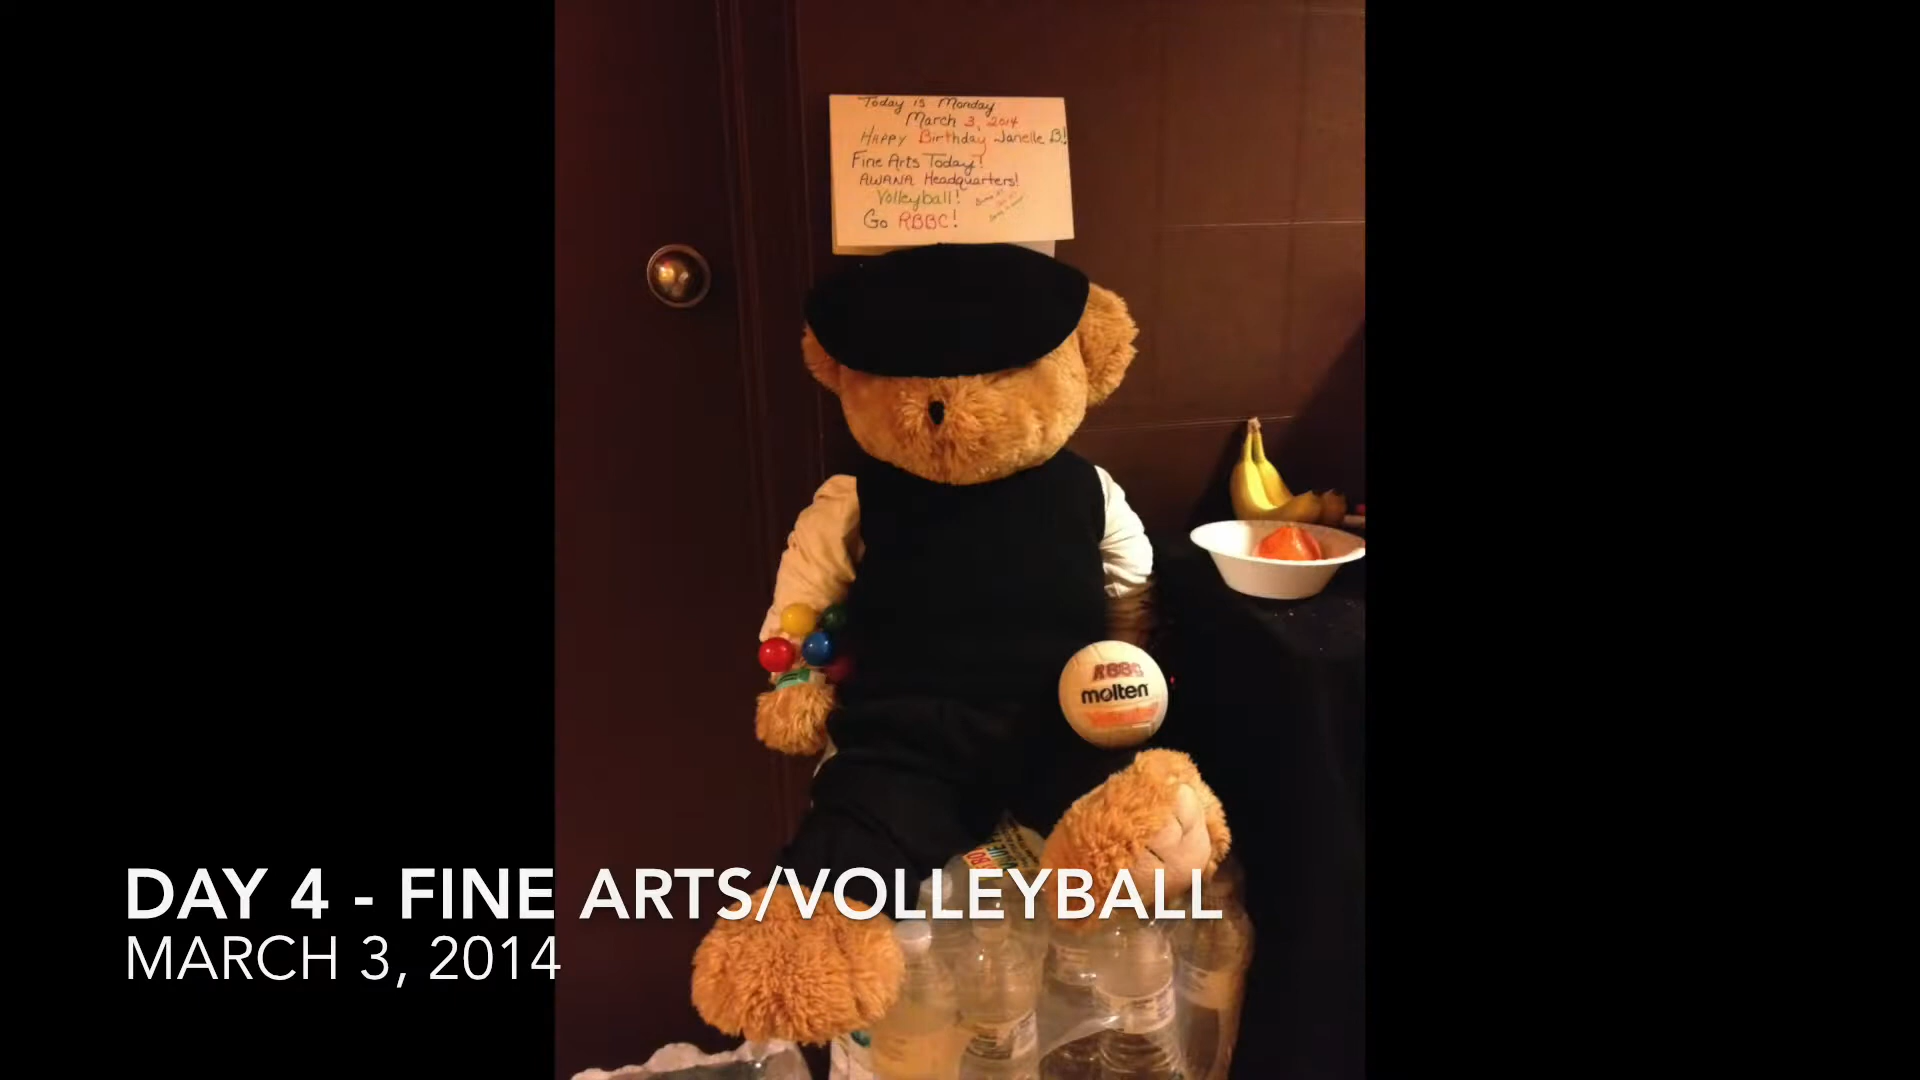 Today is Monday
March 3, 2014
Happy Birthday Janelle B!
Fine Arts Today!
AWANA Headquarters!
Volleyball!
Go RBBC!
RBBC
molten
DAY 4 - FINE ARTS/VOLLEYBALL
MARCH 3, 2014